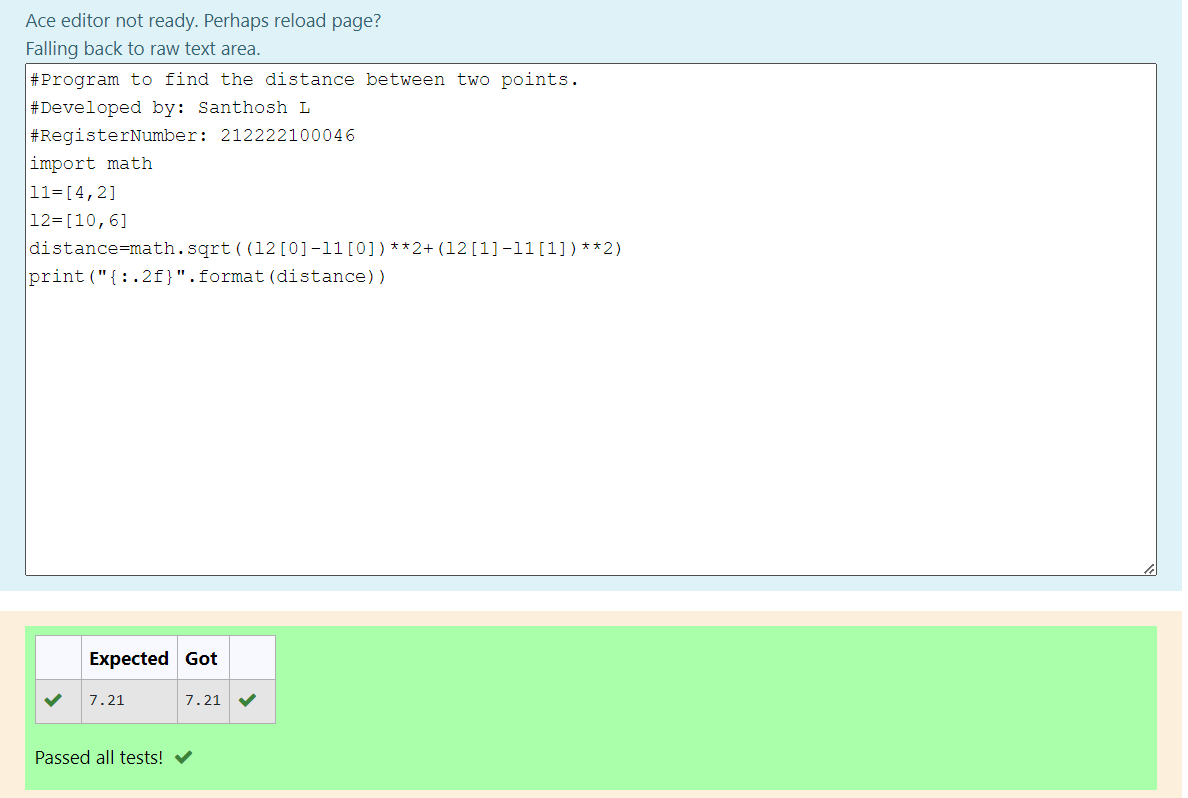 Ace editor not ready. Perhaps reload page?
Falling back to raw text area.
#Program to find the distance between two points.
#Developed by: Santhosh L
#RegisterNumber: 212222100046
import math
l1=[4,2]
l2=[10,6]
distance=math.sqrt((l2[0]-l1[0])**2+(l2[1]-l1[1])**2)
print("{:.2f}".format(distance))
Expected Got
7.21 7.21
Passed all tests!